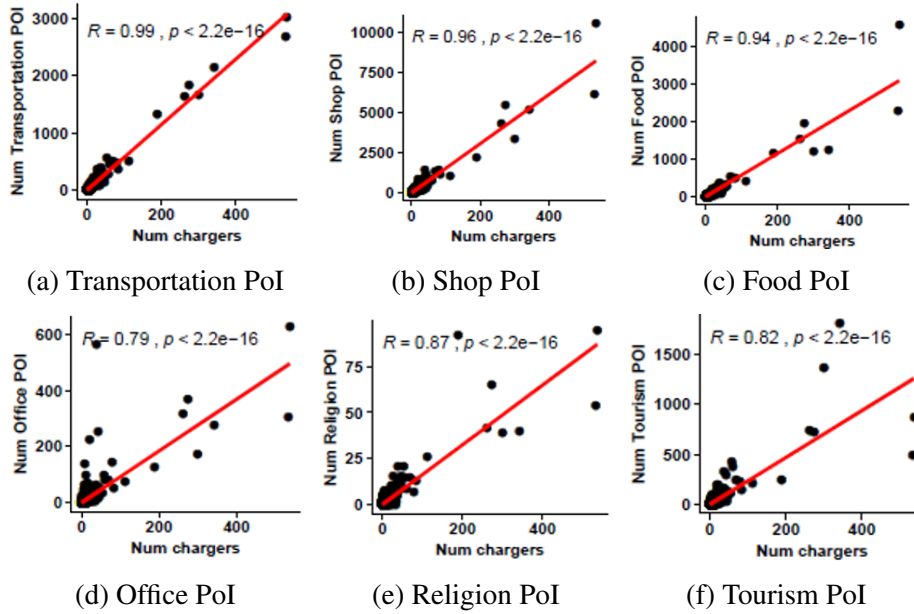 R = 0.99 , p < 2.2e−16
Num Transportation POI
3000
2000
1000
0
0 200 400
Num chargers
(a) Transportation PoI
R = 0.96 , p < 2.2e−16
Num Shop POI
10000
7500
5000
2500
0
0 200 400
Num chargers
(b) Shop PoI
R = 0.94 , p < 2.2e−16
Num Food POI
4000
3000
2000
1000
0
0 200 400
Num chargers
(c) Food PoI
R = 0.79 , p < 2.2e−16
Num Office POI
600
400
200
0
0 200 400
Num chargers
(d) Office PoI
R = 0.87 , p < 2.2e−16
Num Religion POI
75
50
25
0
0 200 400
Num chargers
(e) Religion PoI
R = 0.82 , p < 2.2e−16
Num Tourism POI
1500
1000
500
0
0 200 400
Num chargers
(f) Tourism PoI